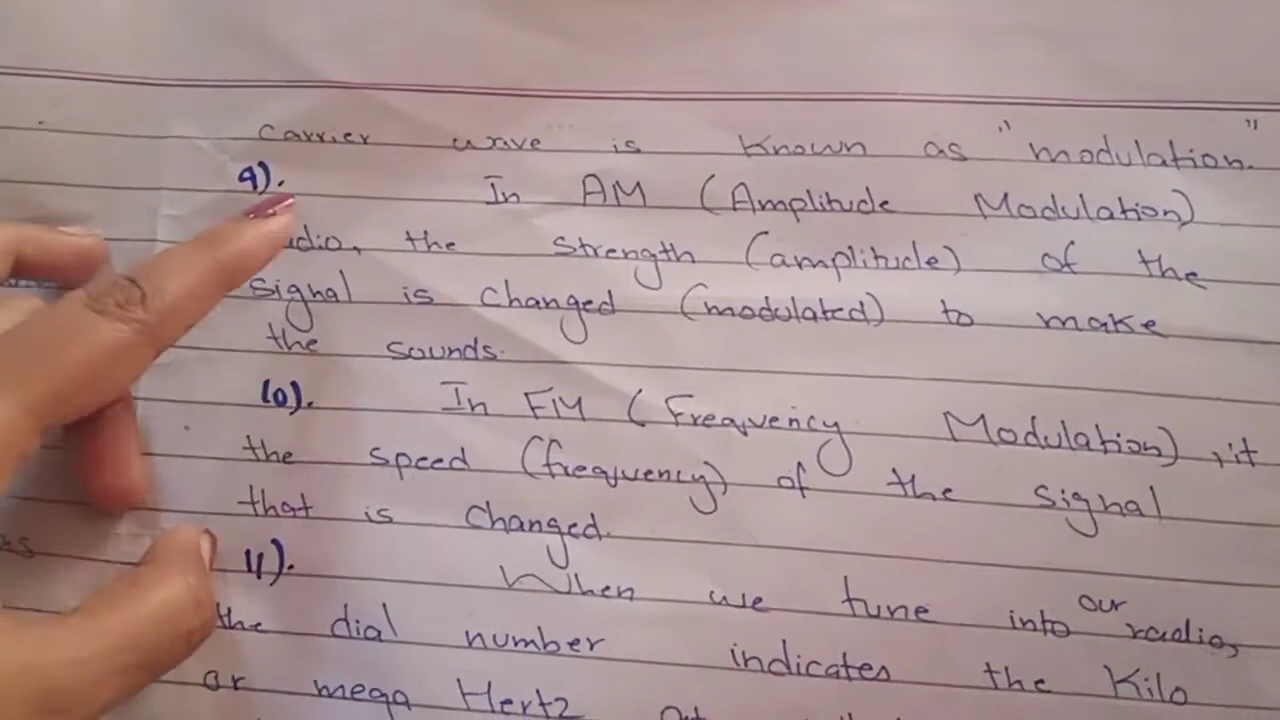 carrier wave is known as "modulation."
9). In AM (Amplitude Modulation)
the strength (amplitude) of the
signal is changed (modulated) to make
the sounds.
10). In FM (Frequency Modulation), it
the speed (frequency) of the signal
that is changed.
11). When we tune into our radio,
the dial number indicates the Kilo
or mega Hertz